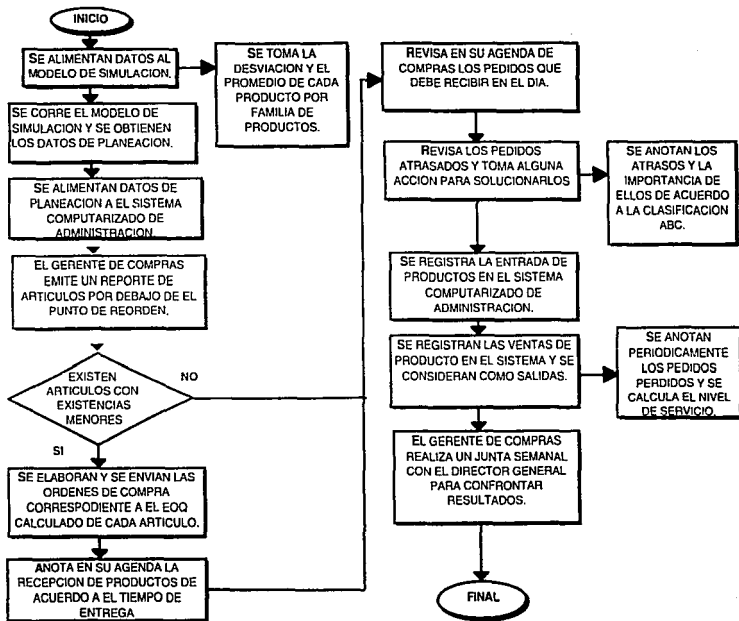 INICIO
SE ALIMENTAN DATOS AL
MODELO DE SIMULACION.
SE TOMA LA
DESVIACION Y EL
PROMEDIO DE CADA
PRODUCTO POR
FAMILIA DE
PRODUCTOS.
SE CORRE EL MODELO DE
SIMULACION Y SE OBTIENEN
LOS DATOS DE PLANEACION.
SE ALIMENTAN DATOS DE
PLANEACION A EL SISTEMA
COMPUTARIZADO DE
ADMINISTRACION.
EL GERENTE DE COMPRAS
EMITE UN REPORTE DE
ARTICULOS POR DEBAJO DE EL
PUNTO DE REORDEN.
EXISTEN
ARTICULOS CON
EXISTENCIAS
MENORES
NO
SI
SE ELABORAN Y SE ENVIAN LAS
ORDENES DE COMPRA
CORRESPONDIENTE A EL EOQ
CALCULADO DE CADA ARTICULO.
ANOTA EN SU AGENDA LA
RECEPCION DE PRODUCTOS DE
ACUERDO A EL TIEMPO DE
ENTREGA
REVISA EN SU AGENDA DE
COMPRAS LOS PEDIDOS QUE
DEBE RECIBIR EN EL DIA.
REVISA LOS PEDIDOS
ATRASADOS Y TOMA ALGUNA
ACCION PARA SOLUCIONARLOS
SE ANOTAN LOS
ATRASOS Y LA
IMPORTANCIA DE
ELLOS DE ACUERDO
A LA CLASIFICACION
ABC.
SE REGISTRA LA ENTRADA DE
PRODUCTOS EN EL SISTEMA
COMPUTARIZADO DE
ADMINISTRACION.
SE REGISTRAN LAS VENTAS DE
PRODUCTO EN EL SISTEMA Y SE
CONSIDERAN COMO SALIDAS.
SE ANOTAN
PERIODICAMENTE
LOS PEDIDOS
PERDIDOS Y SE
CALCULA EL NIVEL
DE SERVICIO.
EL GERENTE DE COMPRAS
REALIZA UN JUNTA SEMANAL
CON EL DIRECTOR GENERAL
PARA CONFRONTAR
RESULTADOS.
FINAL